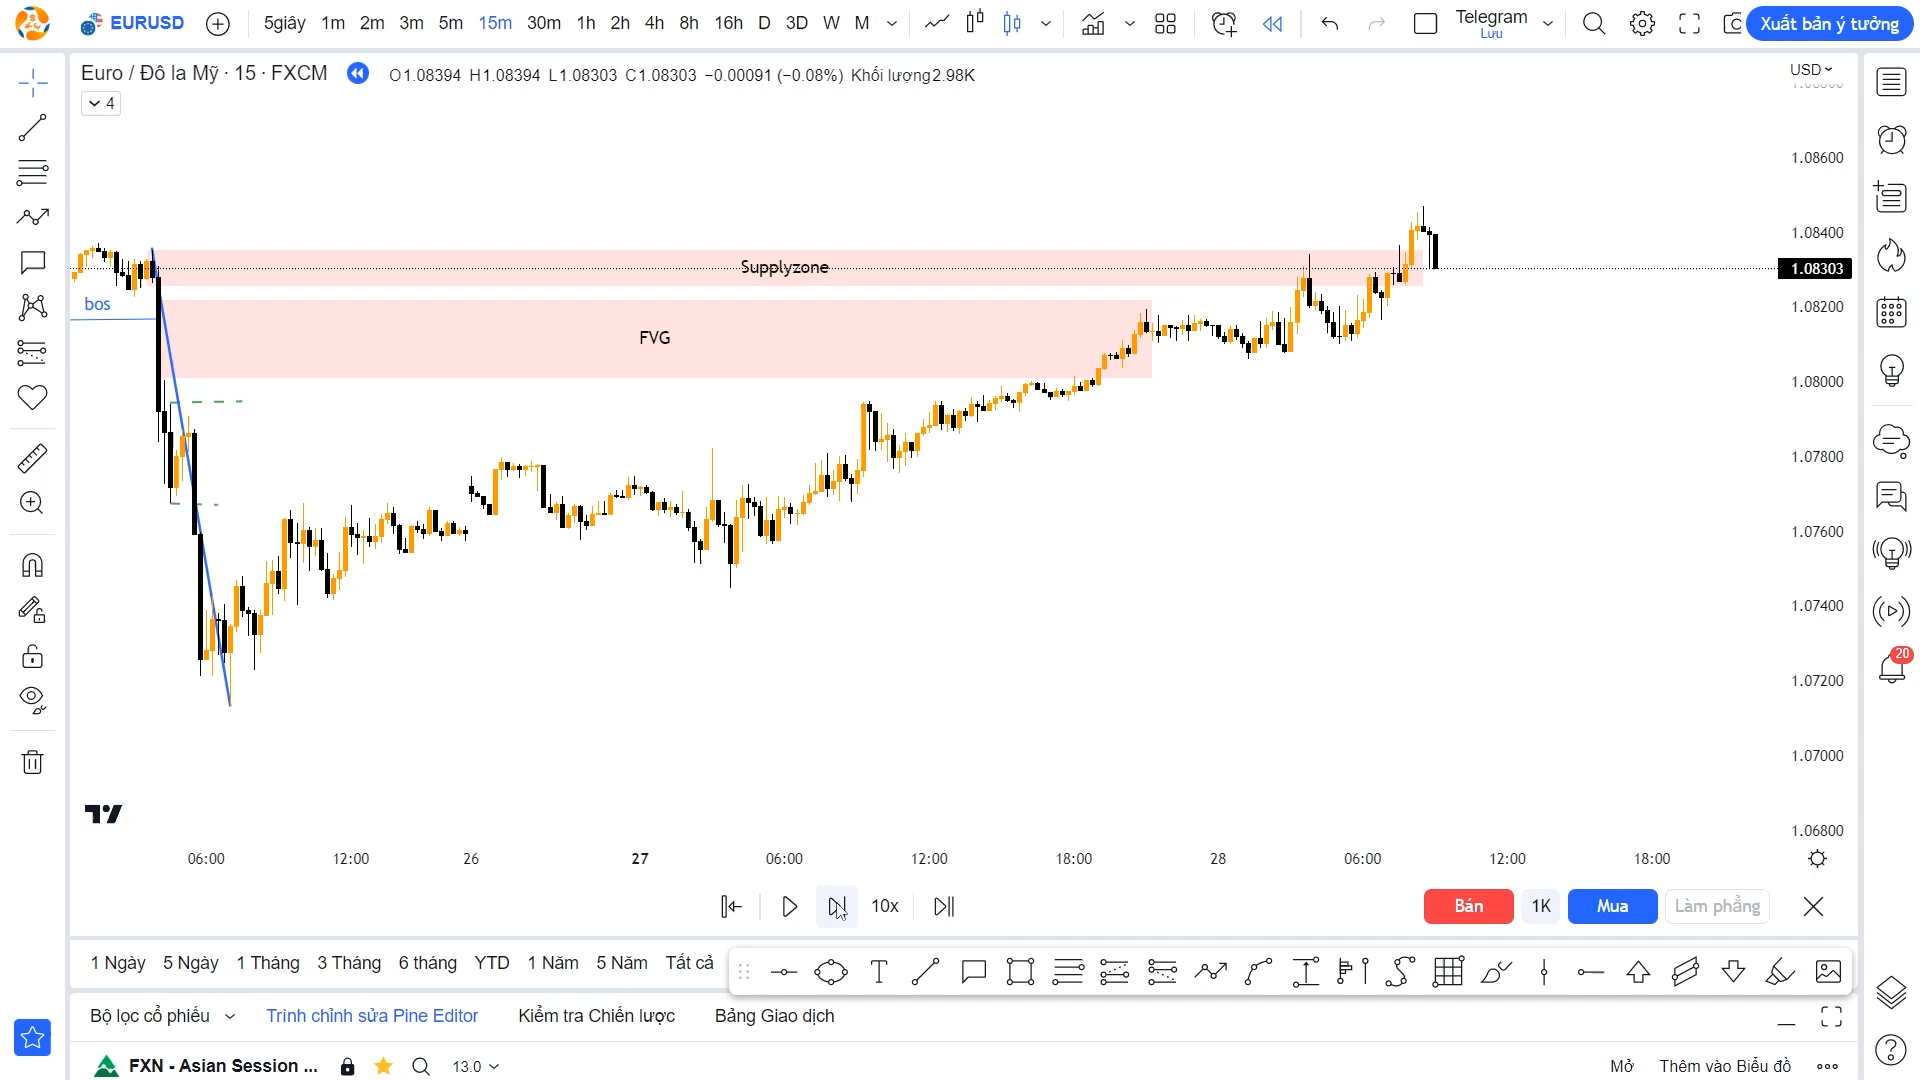 EURUSD 5giây 1m 2m 3m 5m 15m 30m 1h 2h 4h 8h 16h D 3D W M Telegram Lưu Xuất bản ý tưởng
Euro / Đô la Mỹ · 15 · FXCM O1.08394 H1.08394 L1.08303 C1.08303 −0.00091 (−0.08%) Khối lượng2.98K
USD
4
1.08600
1.08400
Supplyzone
1.08303
bos
1.08200
FVG
1.08000
1.07800
1.07600
1.07400
20
1.07200
1.07000
1.06800
06:00 12:00 26 27 06:00 12:00 18:00 28 06:00 12:00 18:00
10x Bán 1K Mua Làm phẳng
1 Ngày 5 Ngày 1 Tháng 3 Tháng 6 tháng YTD 1 Năm 5 Năm Tất cả
Bộ lọc cổ phiếu Trình chỉnh sửa Pine Editor Kiểm tra Chiến lược Bảng Giao dịch
FXN - Asian Session ... 13.0 Mở Thêm vào Biểu đồ